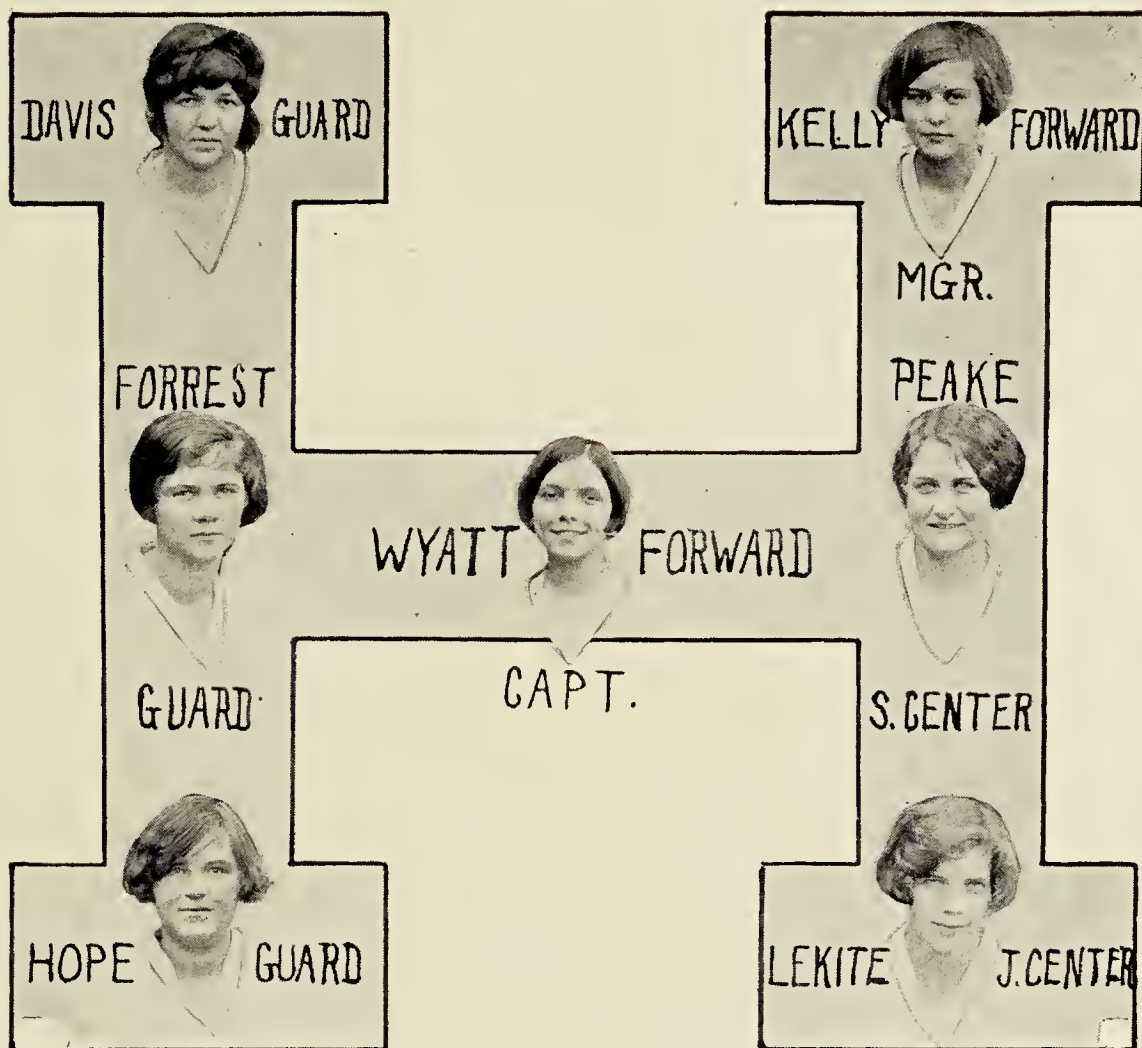 DAVIS GUARD
KELLY FORWARD
MGR.
FORREST
GUARD
WYATT FORWARD
CAPT.
PEAKE
S. CENTER
HOPE GUARD
LEKITE J. CENTER